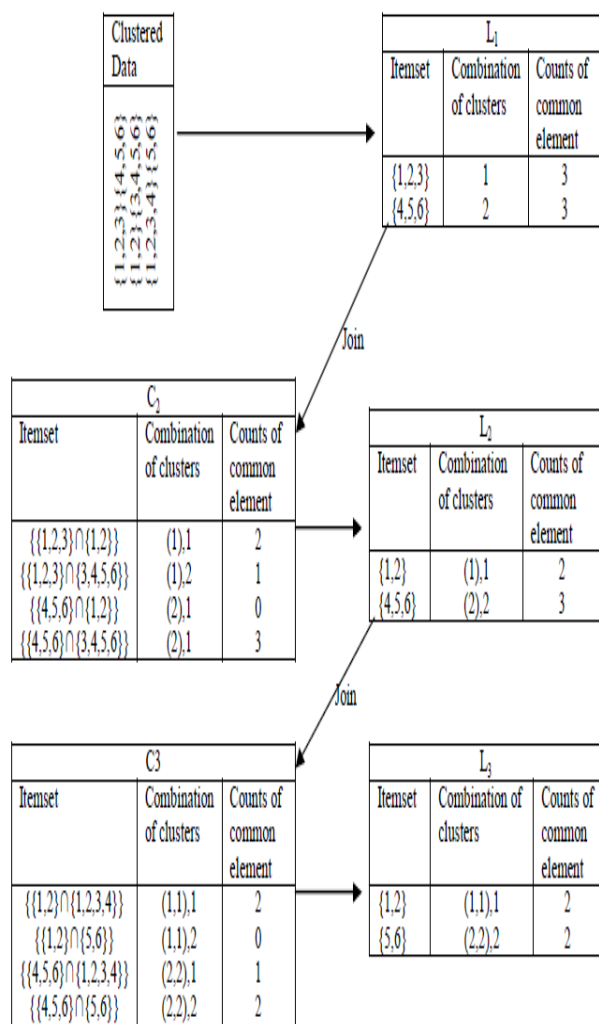 Clustered
Data
{1,2,3} {4,5,6}
{1,2} {3,4,5,6}
{1,2,3,4} {5,6}
L1
Itemset Combination of clusters Counts of common element
{1,2,3} 1 3
{4,5,6} 2 3
Join
C2
Itemset Combination of clusters Counts of common element
{{1,2,3}∩{1,2}} (1),1 2
{{1,2,3}∩{3,4,5,6}} (1),2 1
{{4,5,6}∩{1,2}} (2),1 0
{{4,5,6}∩{3,4,5,6}} (2),1 3
L2
Itemset Combination of clusters Counts of common element
{1,2} (1),1 2
{4,5,6} (2),2 3
Join
C3
Itemset Combination of clusters Counts of common element
{{1,2}∩{1,2,3,4}} (1,1),1 2
{{1,2}∩{5,6}} (1,1),2 0
{{4,5,6}∩{1,2,3,4}} (2,2),1 1
{{4,5,6}∩{5,6}} (2,2),2 2
L3
Itemset Combination of clusters Counts of common element
{1,2} (1,1),1 2
{5,6} (2,2),2 2